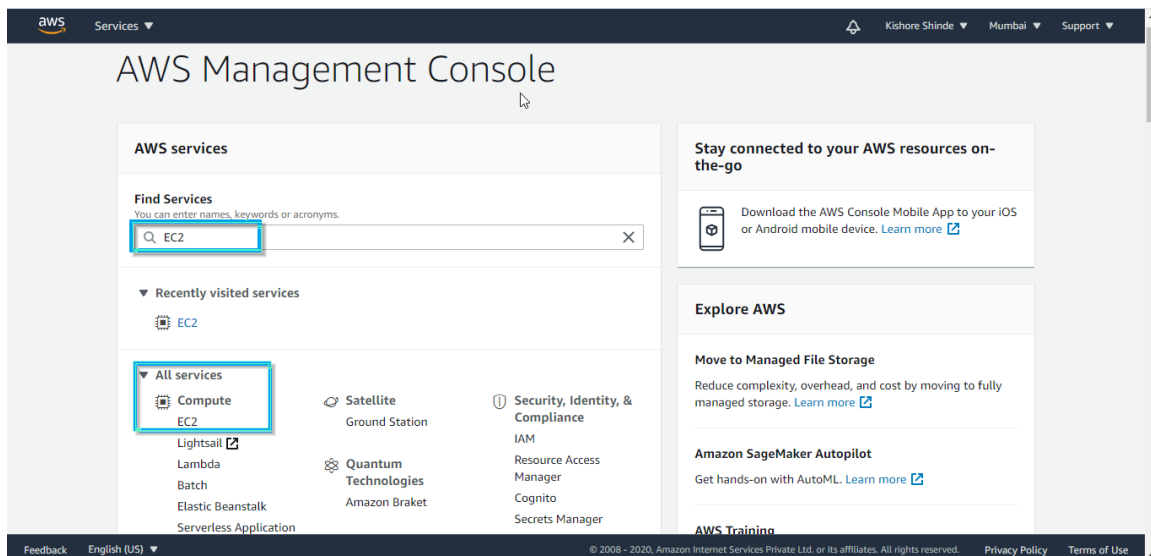 aws
Services ▼
Kishore Shinde ▼
Mumbai ▼
Support ▼
AWS Management Console
AWS services
Find Services
You can enter names, keywords or acronyms.
EC2
▼ Recently visited services
EC2
▼ All services
Compute
EC2
Lightsail
Lambda
Batch
Elastic Beanstalk
Serverless Application
Satellite
Ground Station
Quantum
Technologies
Amazon Braket
Security, Identity, &
Compliance
IAM
Resource Access
Manager
Cognito
Secrets Manager
Stay connected to your AWS resources on-
the-go
Download the AWS Console Mobile App to your iOS
or Android mobile device. Learn more
Explore AWS
Move to Managed File Storage
Reduce complexity, overhead, and cost by moving to fully
managed storage. Learn more
Amazon SageMaker Autopilot
Get hands-on with AutoML. Learn more
AWS Training
Feedback
English (US) ▼
© 2008 - 2020, Amazon Internet Services Private Ltd. or its affiliates. All rights reserved.
Privacy Policy
Terms of Use